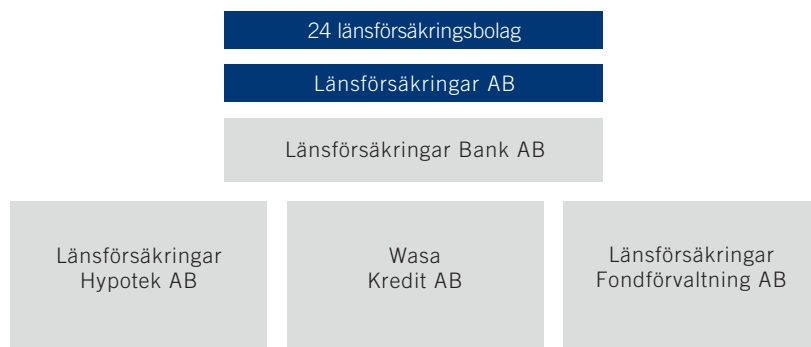 24 länsförsäkringsbolag
Länsförsäkringar AB
Länsförsäkringar Bank AB
Länsförsäkringar
Hypotek AB
Wasa
Kredit AB
Länsförsäkringar
Fondförvaltning AB